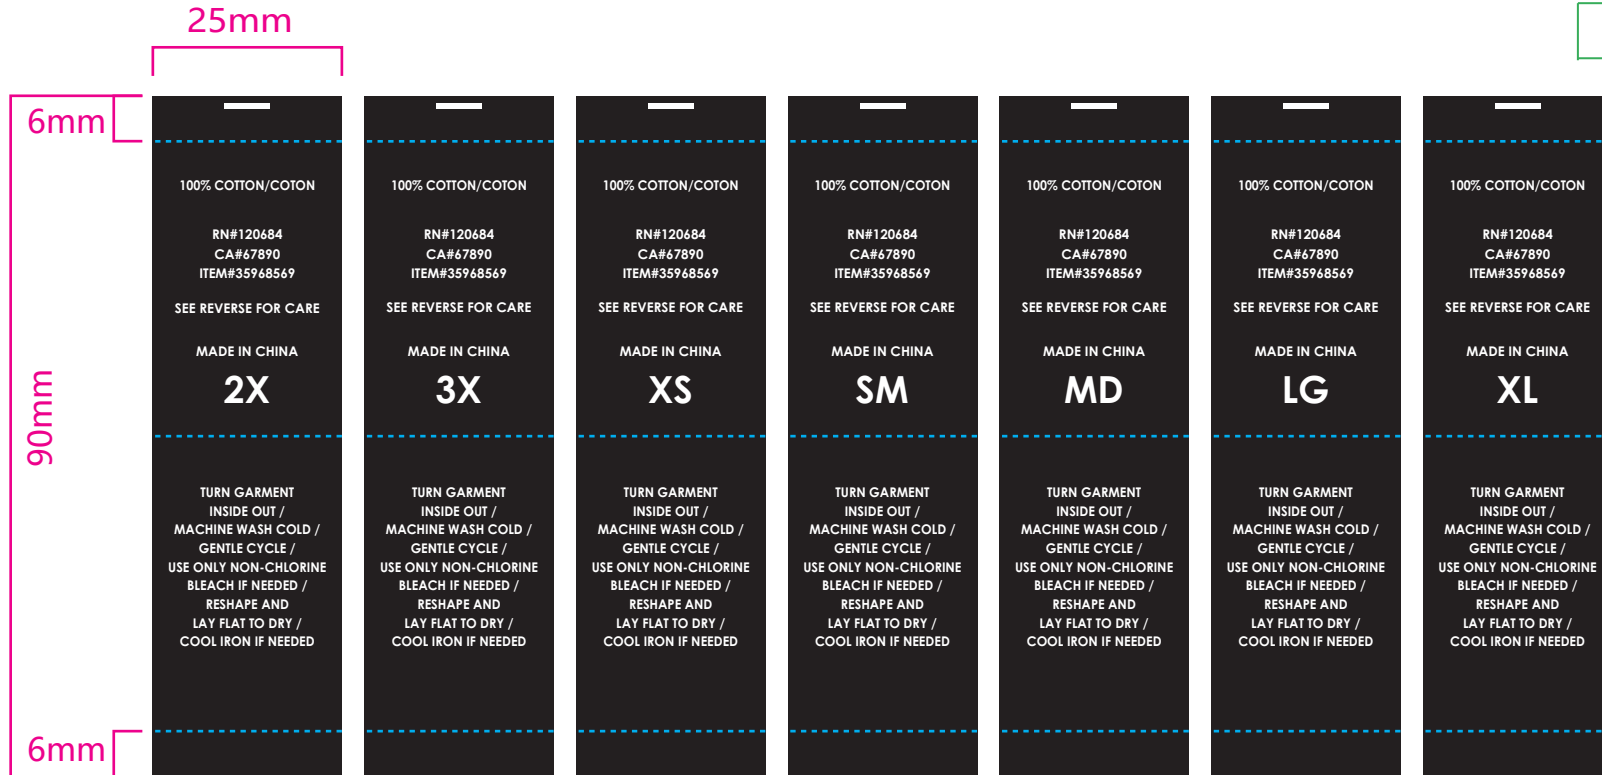 25mm
6mm
90mm
6mm
100% COTTON/COTON
RN#120684
CA#67890
ITEM#35968569
SEE REVERSE FOR CARE
MADE IN CHINA
2X
TURN GARMENT
INSIDE OUT /
MACHINE WASH COLD /
GENTLE CYCLE /
USE ONLY NON-CHLORINE
BLEACH IF NEEDED /
RESHAPE AND
LAY FLAT TO DRY /
COOL IRON IF NEEDED
100% COTTON/COTON
RN#120684
CA#67890
ITEM#35968569
SEE REVERSE FOR CARE
MADE IN CHINA
3X
TURN GARMENT
INSIDE OUT /
MACHINE WASH COLD /
GENTLE CYCLE /
USE ONLY NON-CHLORINE
BLEACH IF NEEDED /
RESHAPE AND
LAY FLAT TO DRY /
COOL IRON IF NEEDED
100% COTTON/COTON
RN#120684
CA#67890
ITEM#35968569
SEE REVERSE FOR CARE
MADE IN CHINA
XS
TURN GARMENT
INSIDE OUT /
MACHINE WASH COLD /
GENTLE CYCLE /
USE ONLY NON-CHLORINE
BLEACH IF NEEDED /
RESHAPE AND
LAY FLAT TO DRY /
COOL IRON IF NEEDED
100% COTTON/COTON
RN#120684
CA#67890
ITEM#35968569
SEE REVERSE FOR CARE
MADE IN CHINA
SM
TURN GARMENT
INSIDE OUT /
MACHINE WASH COLD /
GENTLE CYCLE /
USE ONLY NON-CHLORINE
BLEACH IF NEEDED /
RESHAPE AND
LAY FLAT TO DRY /
COOL IRON IF NEEDED
100% COTTON/COTON
RN#120684
CA#67890
ITEM#35968569
SEE REVERSE FOR CARE
MADE IN CHINA
MD
TURN GARMENT
INSIDE OUT /
MACHINE WASH COLD /
GENTLE CYCLE /
USE ONLY NON-CHLORINE
BLEACH IF NEEDED /
RESHAPE AND
LAY FLAT TO DRY /
COOL IRON IF NEEDED
100% COTTON/COTON
RN#120684
CA#67890
ITEM#35968569
SEE REVERSE FOR CARE
MADE IN CHINA
LG
TURN GARMENT
INSIDE OUT /
MACHINE WASH COLD /
GENTLE CYCLE /
USE ONLY NON-CHLORINE
BLEACH IF NEEDED /
RESHAPE AND
LAY FLAT TO DRY /
COOL IRON IF NEEDED
100% COTTON/COTON
RN#120684
CA#67890
ITEM#35968569
SEE REVERSE FOR CARE
MADE IN CHINA
XL
TURN GARMENT
INSIDE OUT /
MACHINE WASH COLD /
GENTLE CYCLE /
USE ONLY NON-CHLORINE
BLEACH IF NEEDED /
RESHAPE AND
LAY FLAT TO DRY /
COOL IRON IF NEEDED